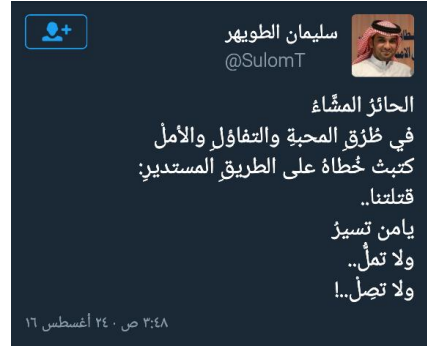 سليمان الطويهر
@SulomT
الحائرُ المشَّاءُ
في طُرُقِ المحبةِ والتفاؤلِ والأملْ
كتبتْ خُطاهُ على الطريقِ المستديرِ:
قتلتنا..
يامن تسيرُ
ولا تملُّ..
ولا تصِلْ..!
٣:٤٨ ص · ٢٤ أغسطس ١٦